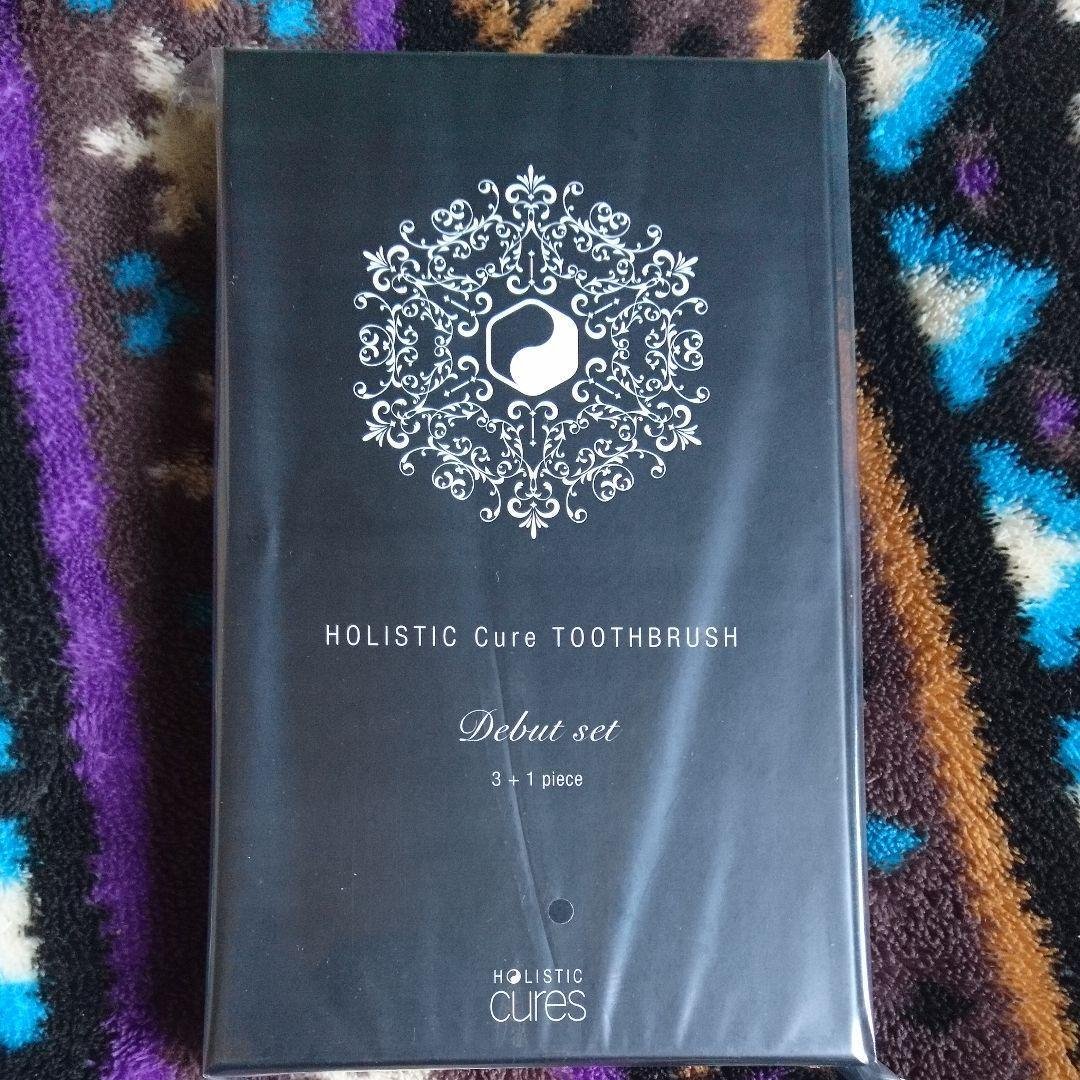 HOLISTIC Cure TOOTHBRUSH
Debut set
3 + 1 piece
HOLISTIC
cures